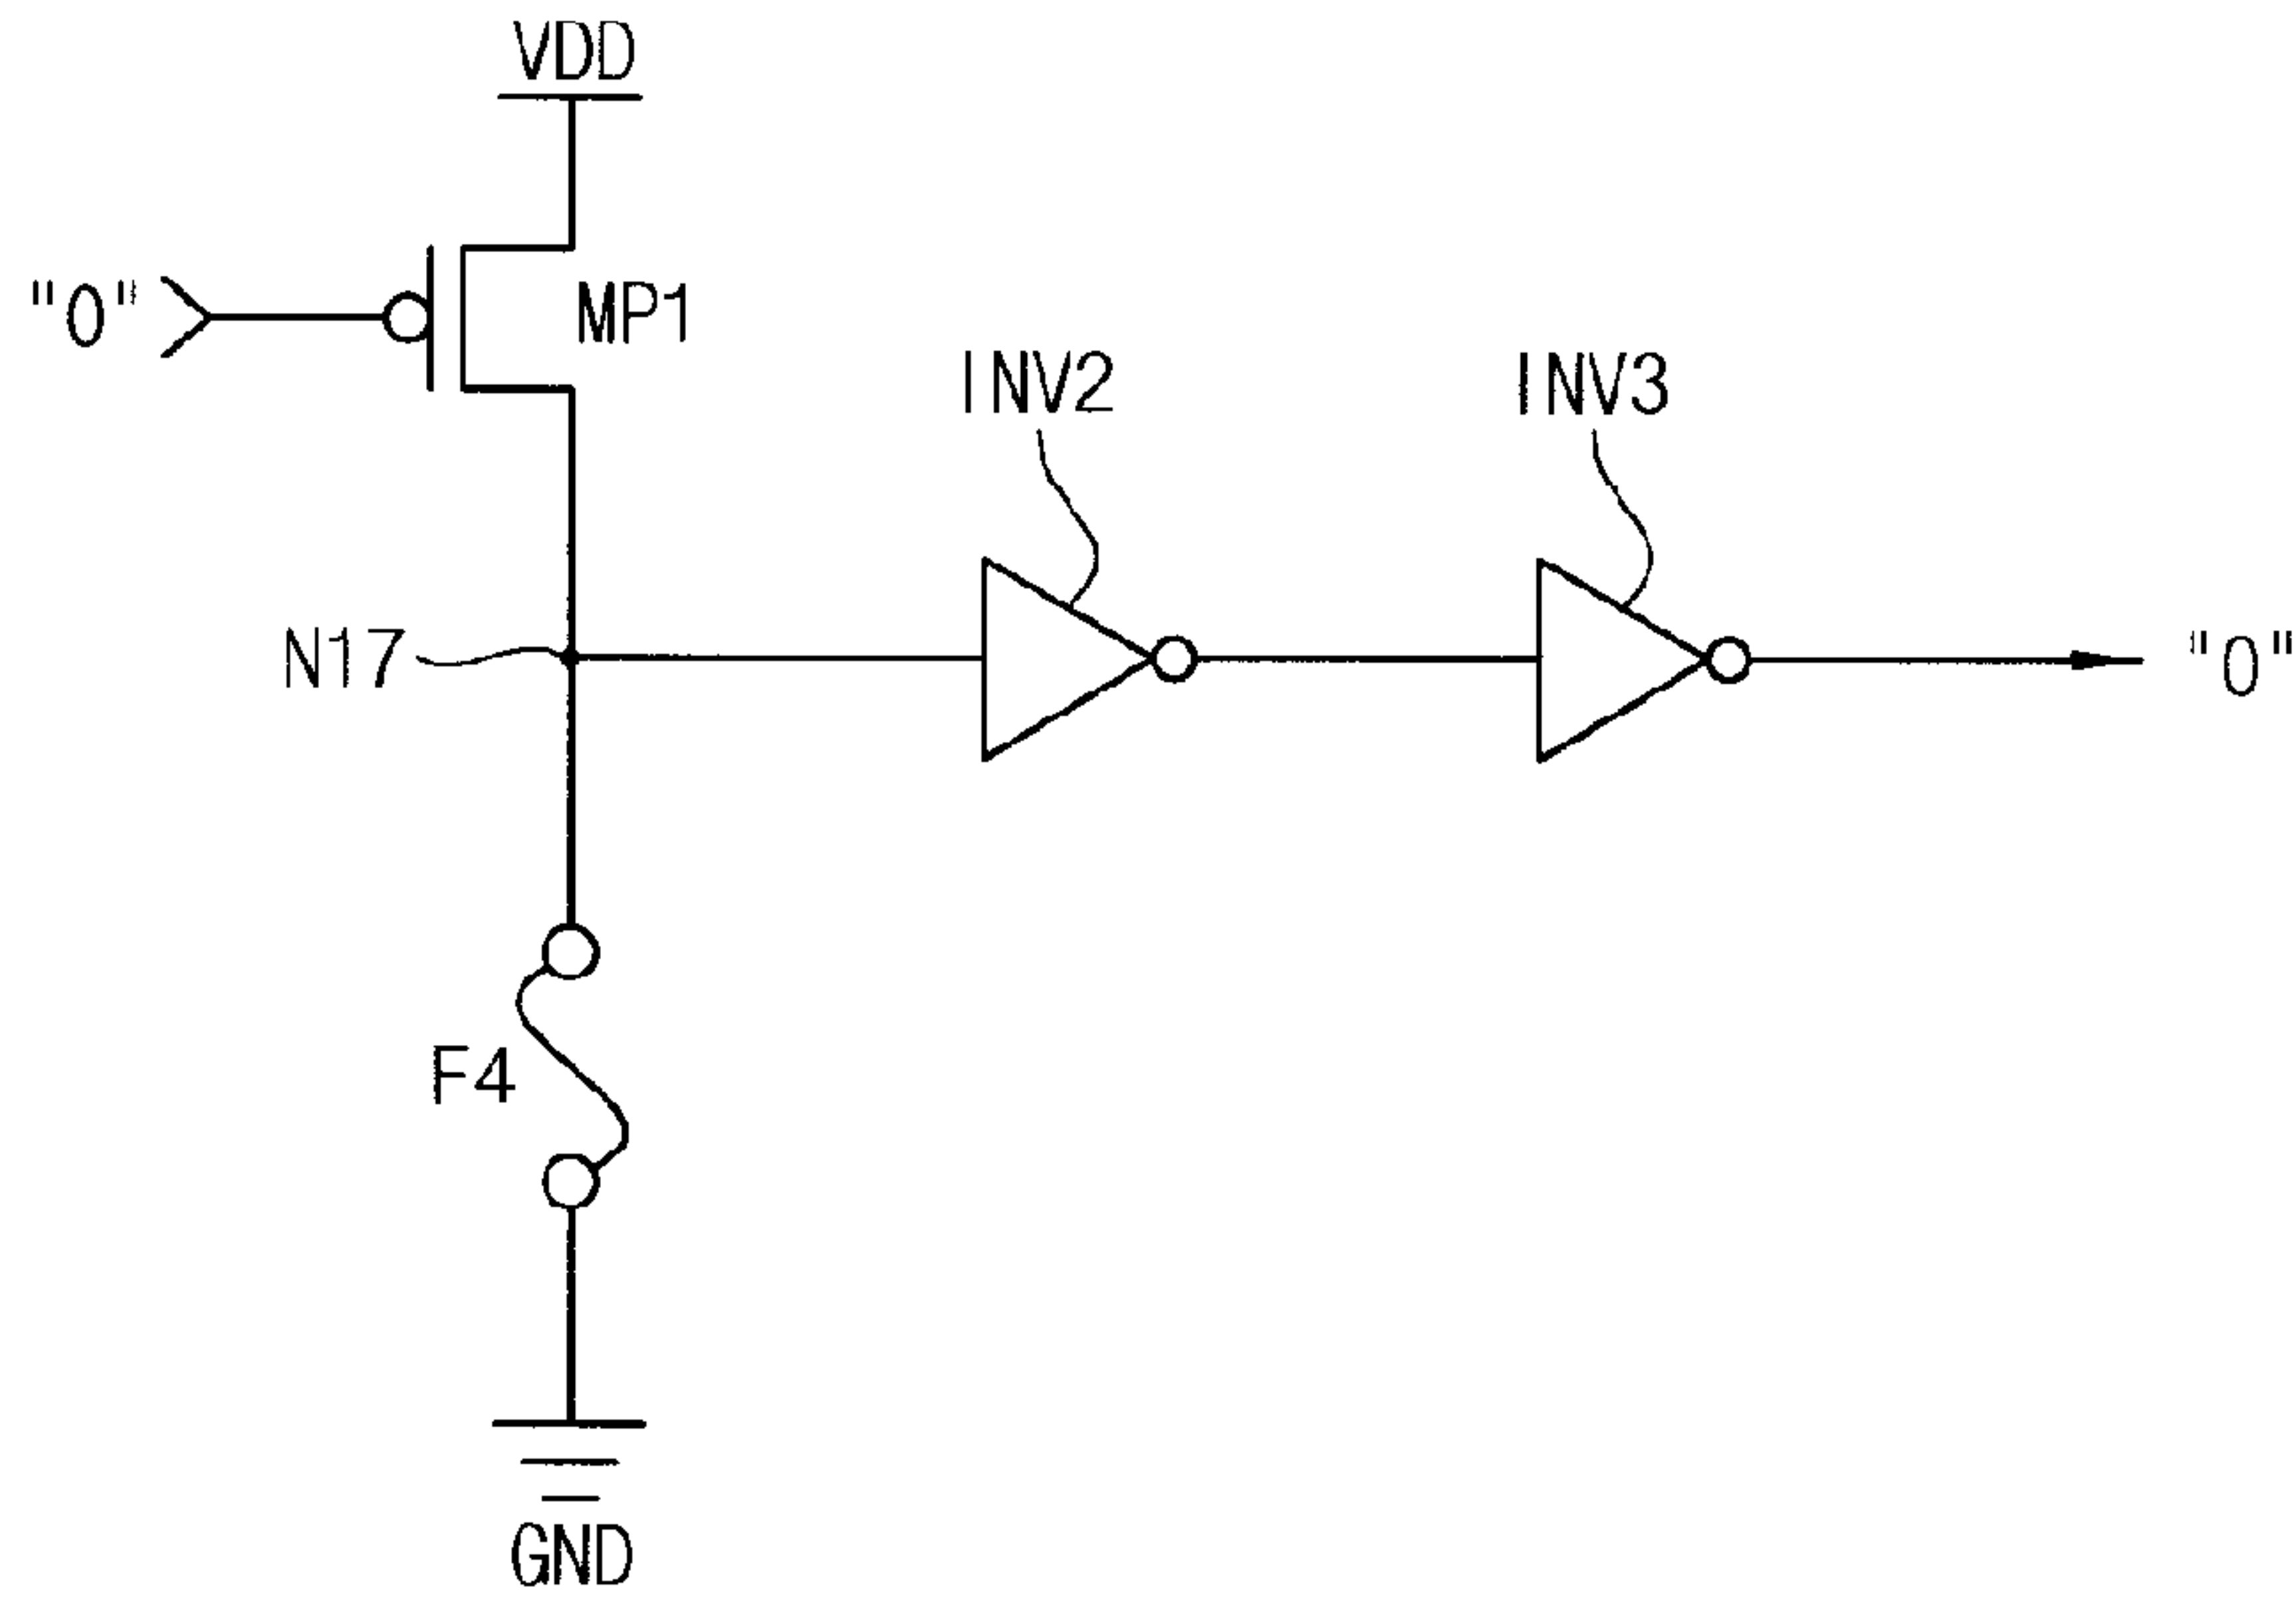 VDD
"0"
MP1
INV2
INV3
N17
"0"
F4
GND